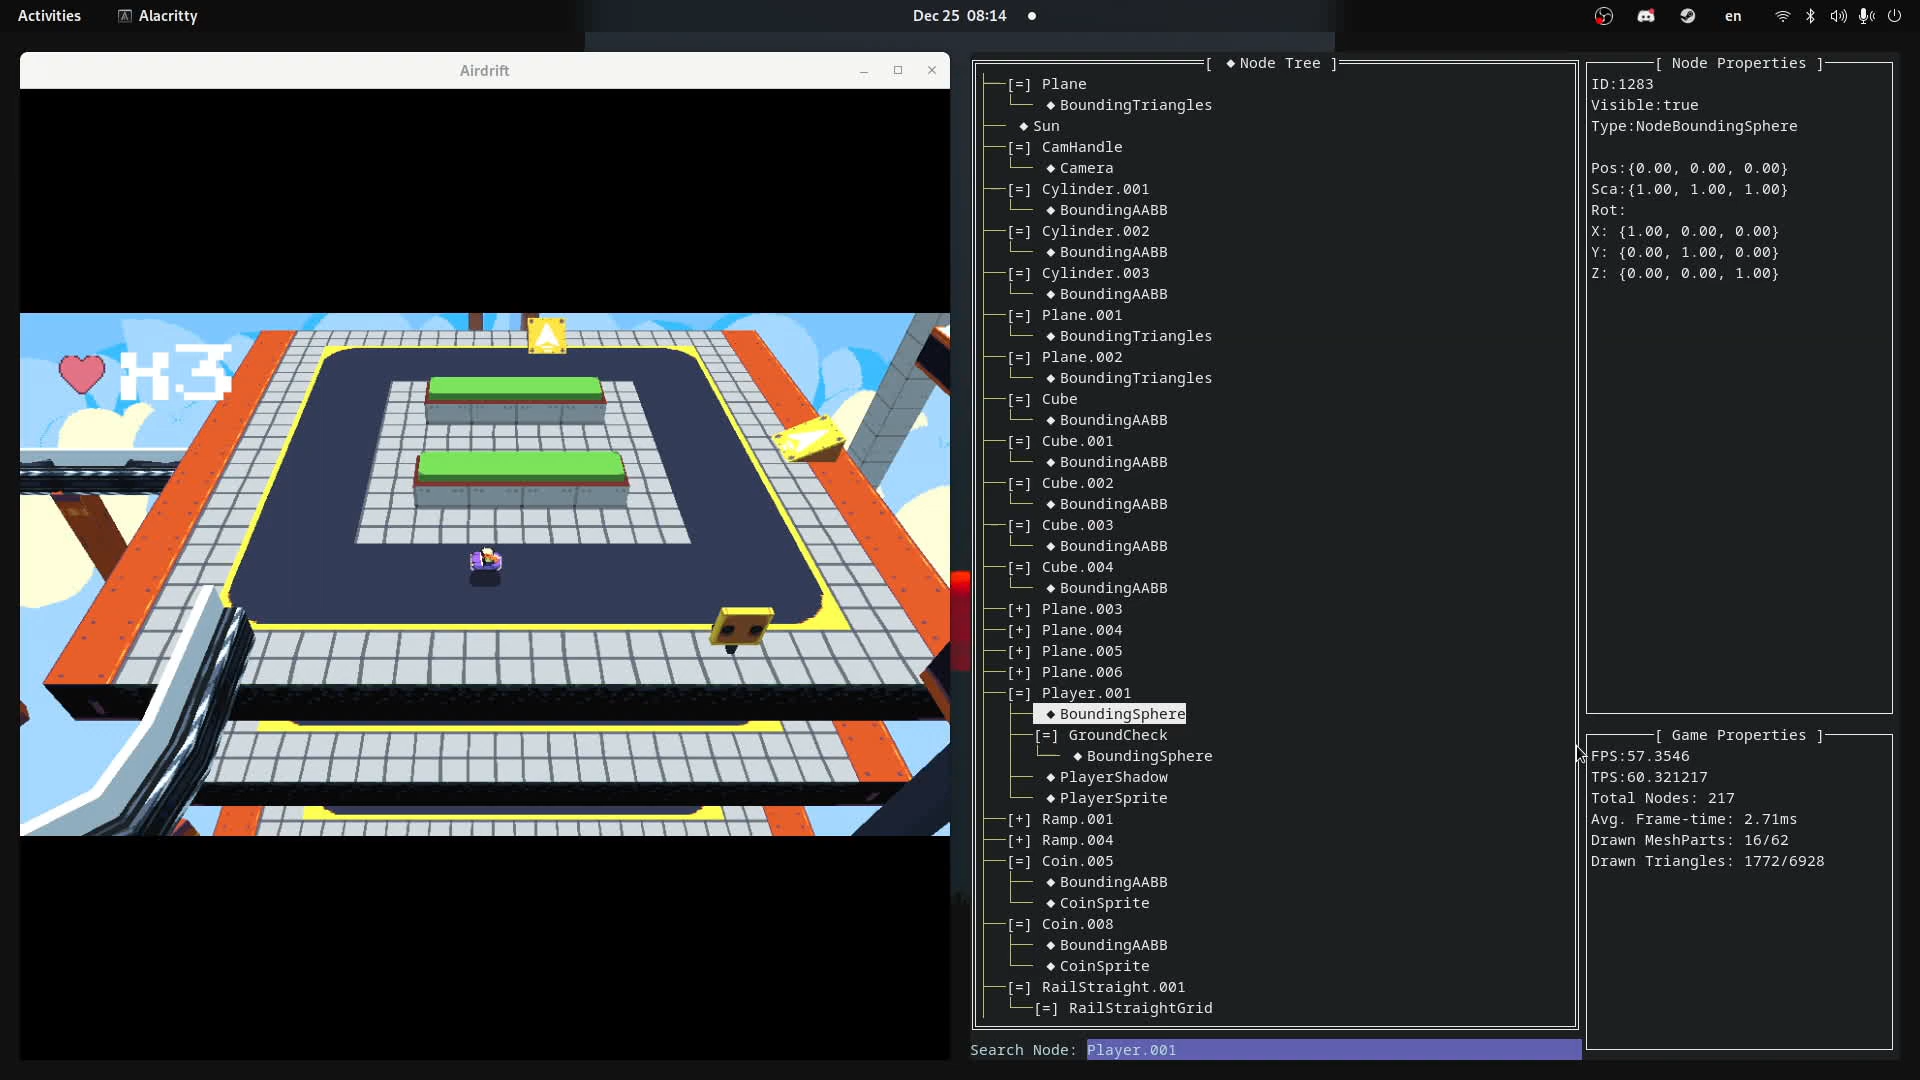 Activities
Alacritty
Dec 25 08:14
en
Airdrift
x.3
[ ◆Node Tree ]
[=] Plane
◆BoundingTriangles
◆Sun
[=] CamHandle
◆Camera
[=] Cylinder.001
◆BoundingAABB
[=] Cylinder.002
◆BoundingAABB
[=] Cylinder.003
◆BoundingAABB
[=] Plane.001
◆BoundingTriangles
[=] Plane.002
◆BoundingTriangles
[=] Cube
◆BoundingAABB
[=] Cube.001
◆BoundingAABB
[=] Cube.002
◆BoundingAABB
[=] Cube.003
◆BoundingAABB
[=] Cube.004
◆BoundingAABB
[+] Plane.003
[+] Plane.004
[+] Plane.005
[+] Plane.006
[=] Player.001
◆BoundingSphere
[=] GroundCheck
◆BoundingSphere
◆PlayerShadow
◆PlayerSprite
[+] Ramp.001
[+] Ramp.004
[=] Coin.005
◆BoundingAABB
◆CoinSprite
[=] Coin.008
◆BoundingAABB
◆CoinSprite
[=] RailStraight.001
[=] RailStraightGrid
Search Node: Player.001
[ Node Properties ]
ID:1283
Visible:true
Type:NodeBoundingSphere
Pos:{0.00, 0.00, 0.00}
Sca:{1.00, 1.00, 1.00}
Rot:
X: {1.00, 0.00, 0.00}
Y: {0.00, 1.00, 0.00}
Z: {0.00, 0.00, 1.00}
[ Game Properties ]
FPS:57.3546
TPS:60.321217
Total Nodes: 217
Avg. Frame-time: 2.71ms
Drawn MeshParts: 16/62
Drawn Triangles: 1772/6928